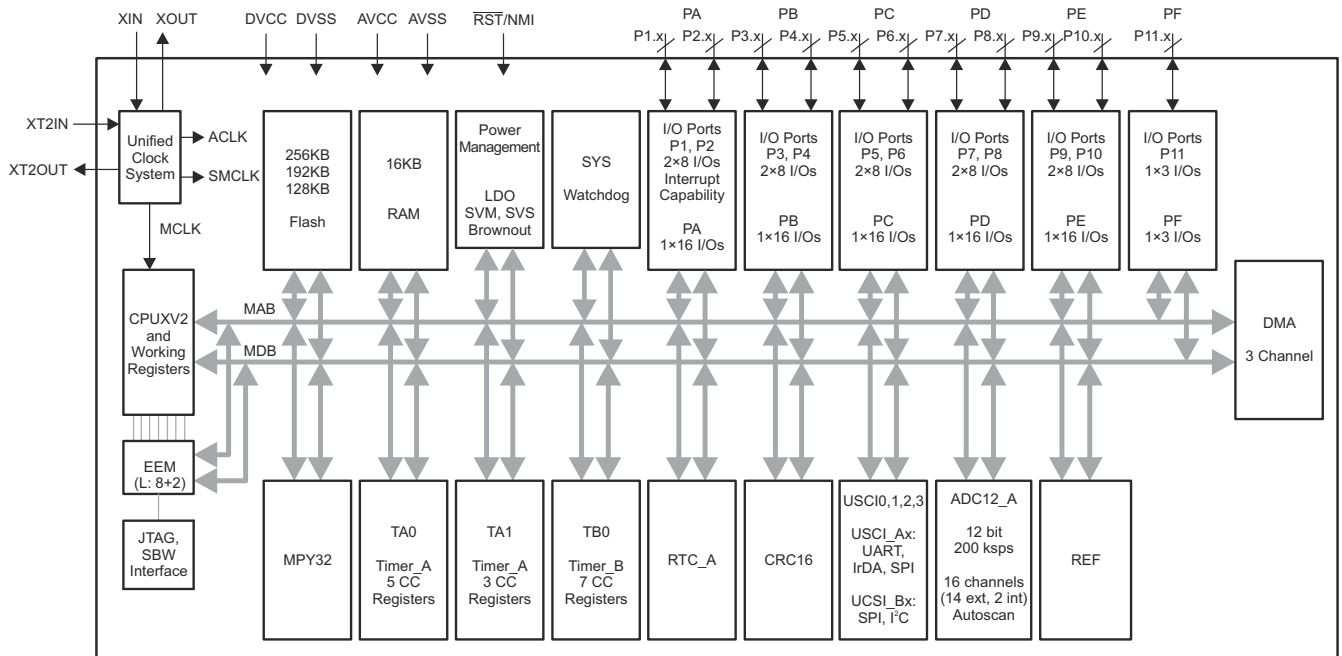 XIN XOUT DVCC DVSS AVCC AVSS RST/NMI
PA PB PC PD PE PF
P1.x P2.x P3.x P4.x P5.x P6.x P7.x P8.x P9.x P10.x P11.x
XT2IN
XT2OUT
Unified
Clock
System
ACLK
SMCLK
MCLK
256KB
192KB
128KB
Flash
16KB
RAM
Power
Management
LDO
SVM, SVS
Brownout
SYS
Watchdog
I/O Ports
P1, P2
2×8 I/Os
Interrupt
Capability
PA
1×16 I/Os
I/O Ports
P3, P4
2×8 I/Os
PB
1×16 I/Os
I/O Ports
P5, P6
2×8 I/Os
PC
1×16 I/Os
I/O Ports
P7, P8
2×8 I/Os
PD
1×16 I/Os
I/O Ports
P9, P10
2×8 I/Os
PE
1×16 I/Os
I/O Ports
P11
1×3 I/Os
PF
1×3 I/Os
CPUXV2
and
Working
Registers
MAB
MDB
DMA
3 Channel
EEM
(L: 8+2)
JTAG,
SBW
Interface
MPY32
TA0
Timer_A
5 CC
Registers
TA1
Timer_A
3 CC
Registers
TB0
Timer_B
7 CC
Registers
RTC_A
CRC16
USCI0,1,2,3
USCI_Ax:
UART,
IrDA, SPI
UCSI_Bx:
SPI, I²C
ADC12_A
12 bit
200 ksps
16 channels
(14 ext, 2 int)
Autoscan
REF